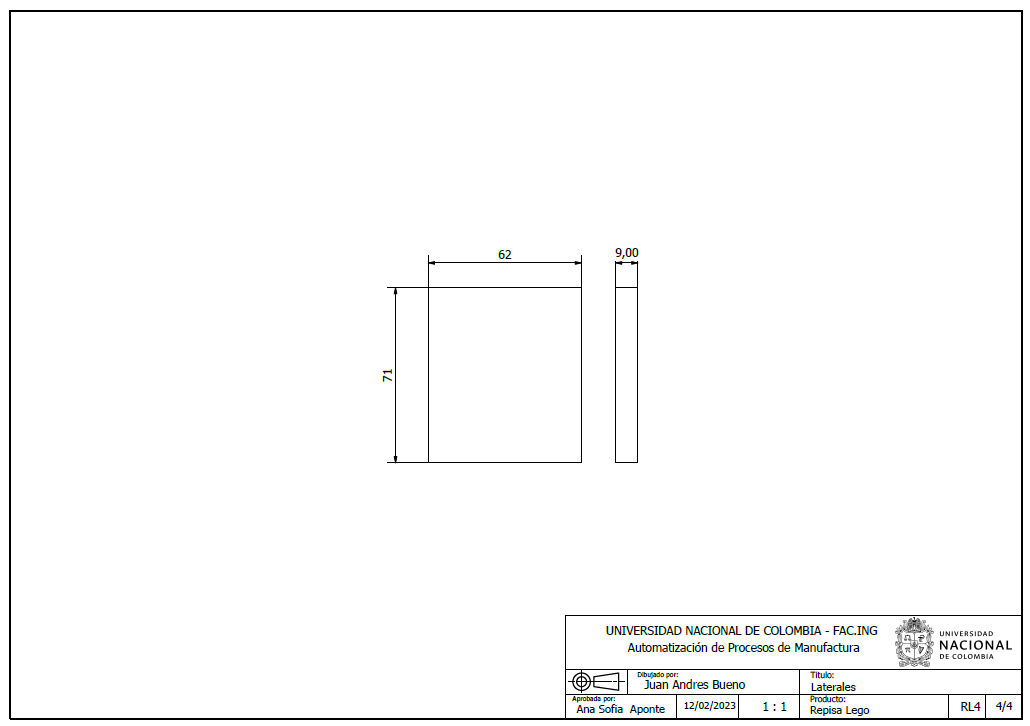 62
9,00
71
UNIVERSIDAD NACIONAL DE COLOMBIA - FAC.ING
Automatización de Procesos de Manufactura
UNIVERSIDAD
NACIONAL
DE COLOMBIA
Dibujado por:
Juan Andres Bueno
Titulo:
Laterales
Aprobada por:
Ana Sofia Aponte
12/02/2023
1 : 1
Producto:
Repisa Lego
RL4
4/4